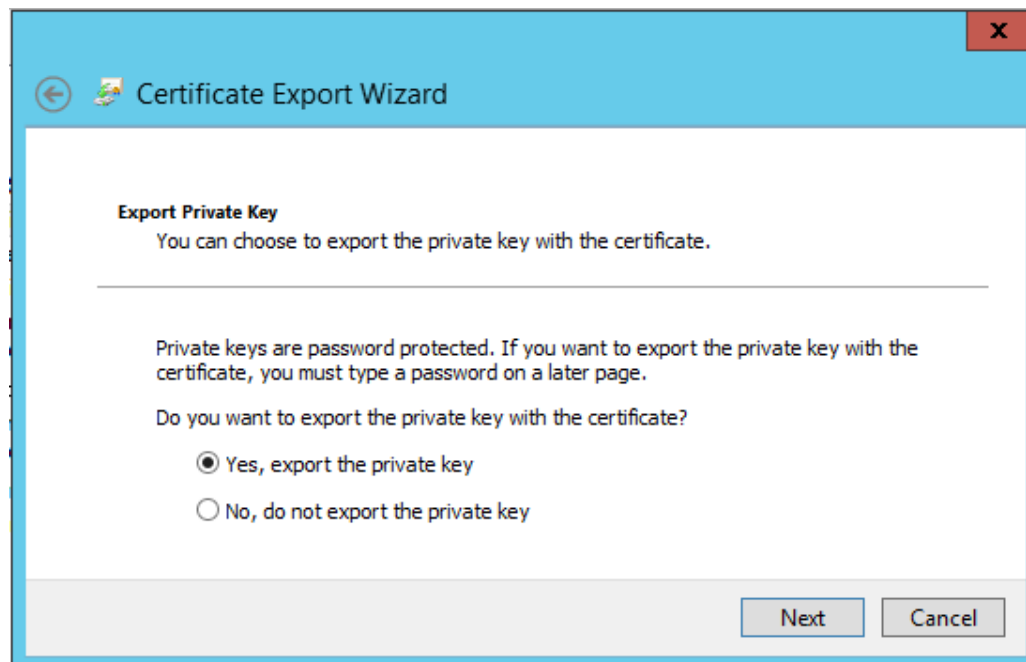 x
Certificate Export Wizard
Export Private Key
You can choose to export the private key with the certificate.
Private keys are password protected. If you want to export the private key with the
certificate, you must type a password on a later page.
Do you want to export the private key with the certificate?
Yes, export the private key
No, do not export the private key
Next
Cancel